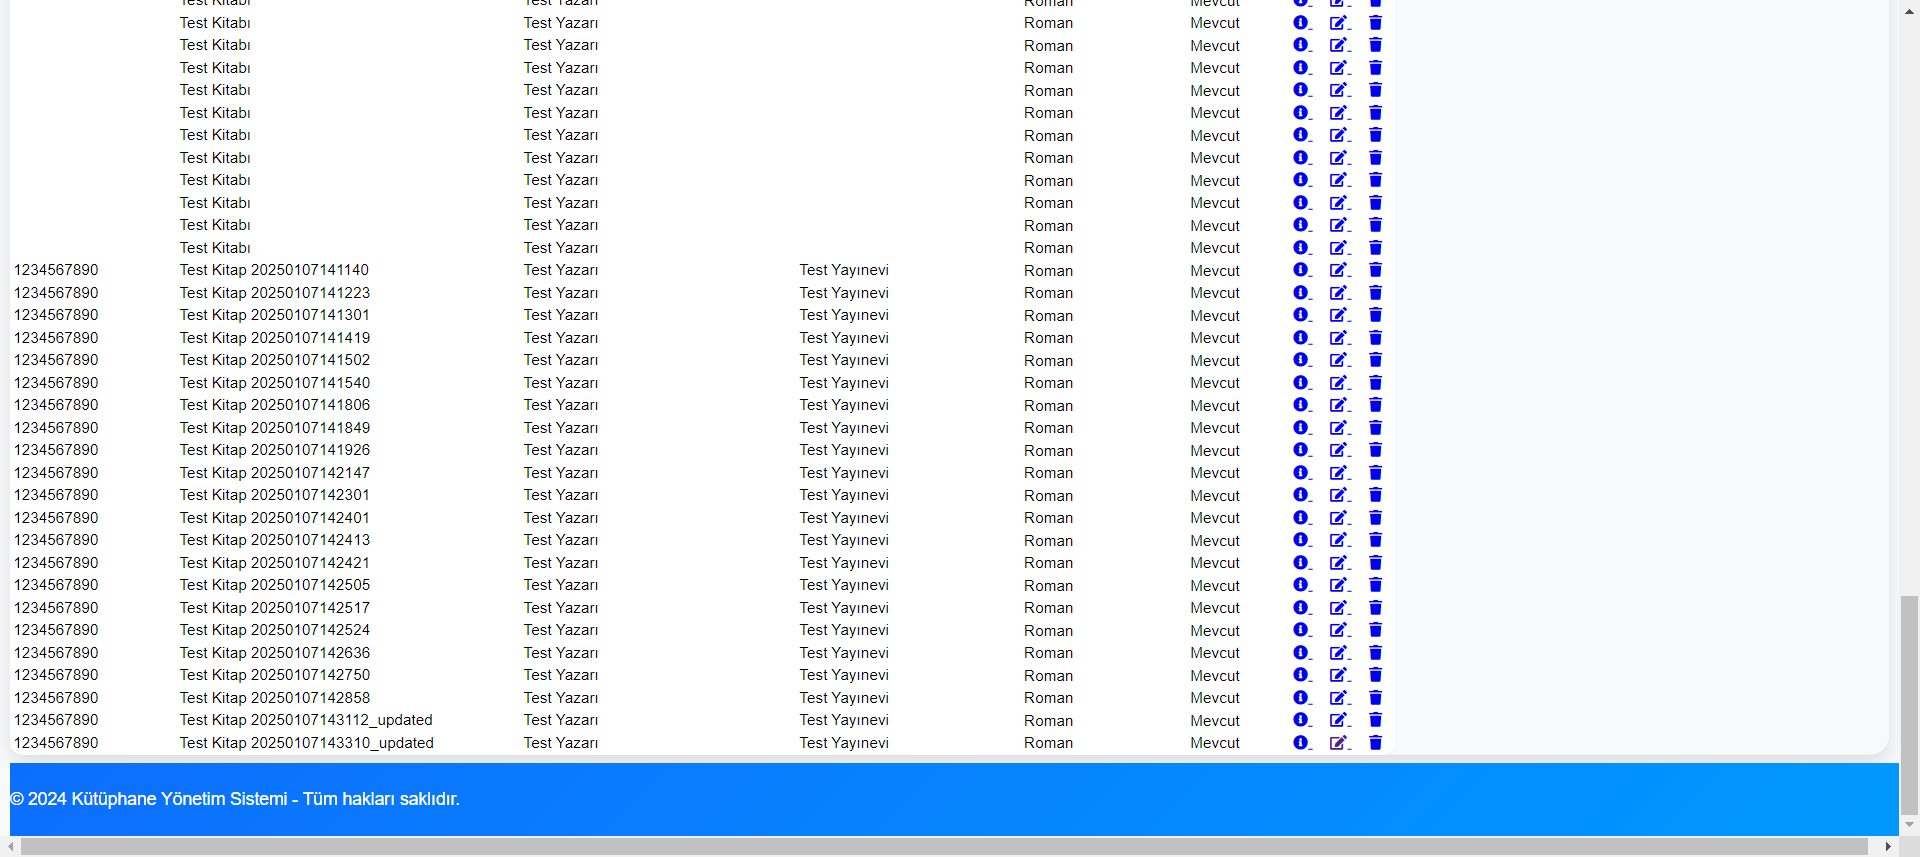 Test Kitabı Test Yazarı Roman Mevcut
Test Kitabı Test Yazarı Roman Mevcut
Test Kitabı Test Yazarı Roman Mevcut
Test Kitabı Test Yazarı Roman Mevcut
Test Kitabı Test Yazarı Roman Mevcut
Test Kitabı Test Yazarı Roman Mevcut
Test Kitabı Test Yazarı Roman Mevcut
Test Kitabı Test Yazarı Roman Mevcut
Test Kitabı Test Yazarı Roman Mevcut
Test Kitabı Test Yazarı Roman Mevcut
Test Kitabı Test Yazarı Roman Mevcut
Test Kitabı Test Yazarı Roman Mevcut
1234567890 Test Kitap 20250107141140 Test Yazarı Test Yayınevi Roman Mevcut
1234567890 Test Kitap 20250107141223 Test Yazarı Test Yayınevi Roman Mevcut
1234567890 Test Kitap 20250107141301 Test Yazarı Test Yayınevi Roman Mevcut
1234567890 Test Kitap 20250107141419 Test Yazarı Test Yayınevi Roman Mevcut
1234567890 Test Kitap 20250107141502 Test Yazarı Test Yayınevi Roman Mevcut
1234567890 Test Kitap 20250107141540 Test Yazarı Test Yayınevi Roman Mevcut
1234567890 Test Kitap 20250107141806 Test Yazarı Test Yayınevi Roman Mevcut
1234567890 Test Kitap 20250107141849 Test Yazarı Test Yayınevi Roman Mevcut
1234567890 Test Kitap 20250107141926 Test Yazarı Test Yayınevi Roman Mevcut
1234567890 Test Kitap 20250107142147 Test Yazarı Test Yayınevi Roman Mevcut
1234567890 Test Kitap 20250107142301 Test Yazarı Test Yayınevi Roman Mevcut
1234567890 Test Kitap 20250107142401 Test Yazarı Test Yayınevi Roman Mevcut
1234567890 Test Kitap 20250107142413 Test Yazarı Test Yayınevi Roman Mevcut
1234567890 Test Kitap 20250107142421 Test Yazarı Test Yayınevi Roman Mevcut
1234567890 Test Kitap 20250107142505 Test Yazarı Test Yayınevi Roman Mevcut
1234567890 Test Kitap 20250107142517 Test Yazarı Test Yayınevi Roman Mevcut
1234567890 Test Kitap 20250107142524 Test Yazarı Test Yayınevi Roman Mevcut
1234567890 Test Kitap 20250107142636 Test Yazarı Test Yayınevi Roman Mevcut
1234567890 Test Kitap 20250107142750 Test Yazarı Test Yayınevi Roman Mevcut
1234567890 Test Kitap 20250107142858 Test Yazarı Test Yayınevi Roman Mevcut
1234567890 Test Kitap 20250107143112_updated Test Yazarı Test Yayınevi Roman Mevcut
1234567890 Test Kitap 20250107143310_updated Test Yazarı Test Yayınevi Roman Mevcut
© 2024 Kütüphane Yönetim Sistemi - Tüm hakları saklıdır.